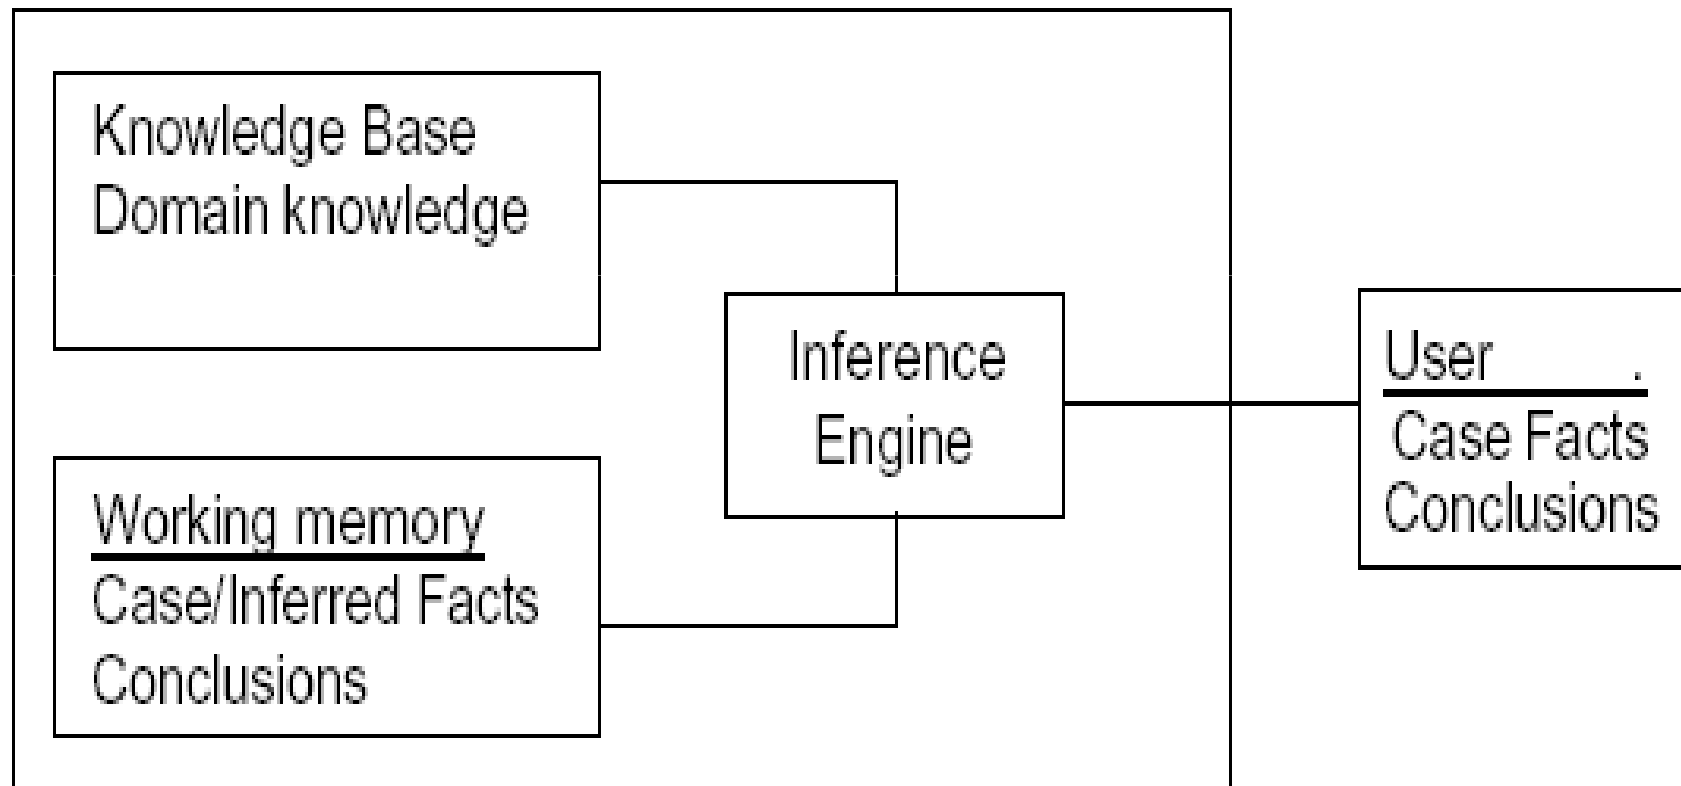 Knowledge Base
Domain knowledge
Inference
Engine
Working memory
Case/Inferred Facts
Conclusions
User .
Case Facts
Conclusions